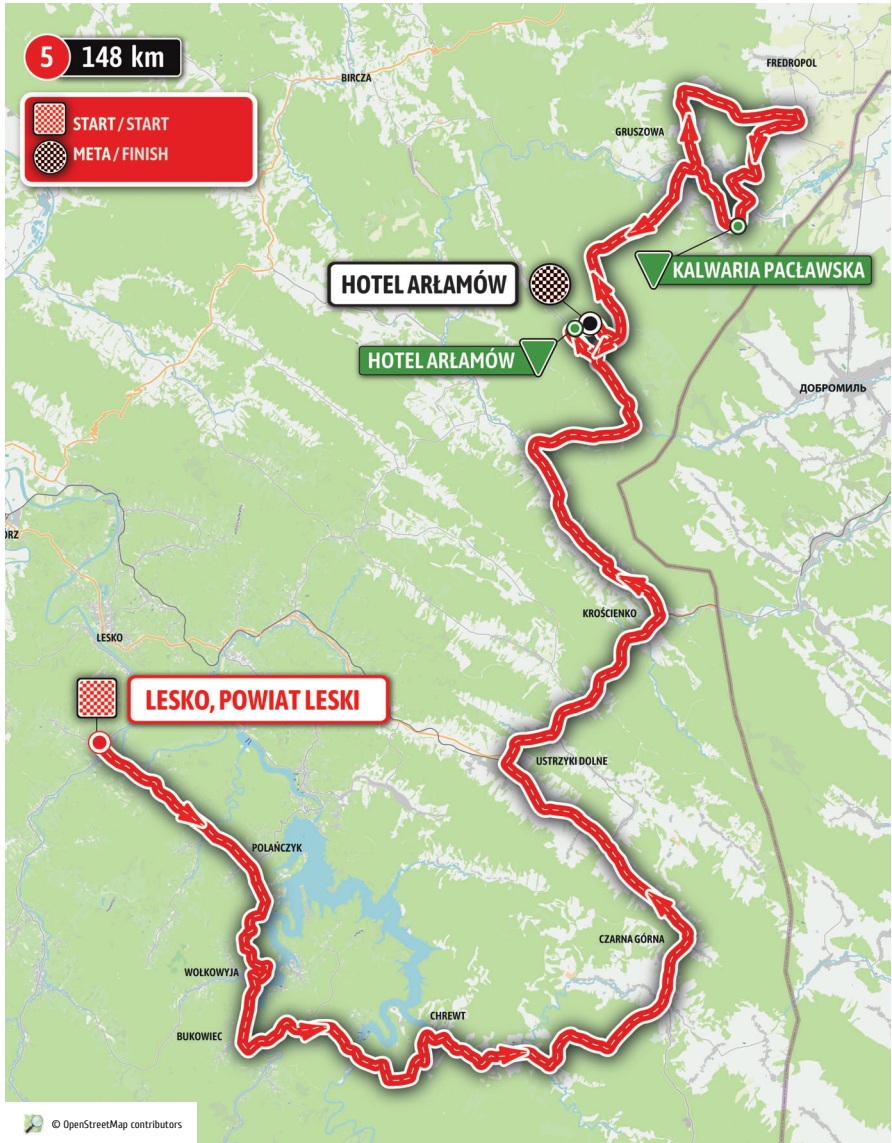 5 148 km
START / START
META / FINISH
BIRCZA
FREDROPOL
GRUSZOWA
KALWARIA PACŁAWSKA
HOTEL ARŁAMÓW
HOTEL ARŁAMÓW
ДОБРОМИЛЬ
ÓRZ
KROŚCIENKO
LESKO
LESKO, POWIAT LESKI
USTRZYKI DOLNE
POLAŃCZYK
CZARNA GÓRNA
WOŁKOWYJA
CHREWT
BUKOWIEC
© OpenStreetMap contributors